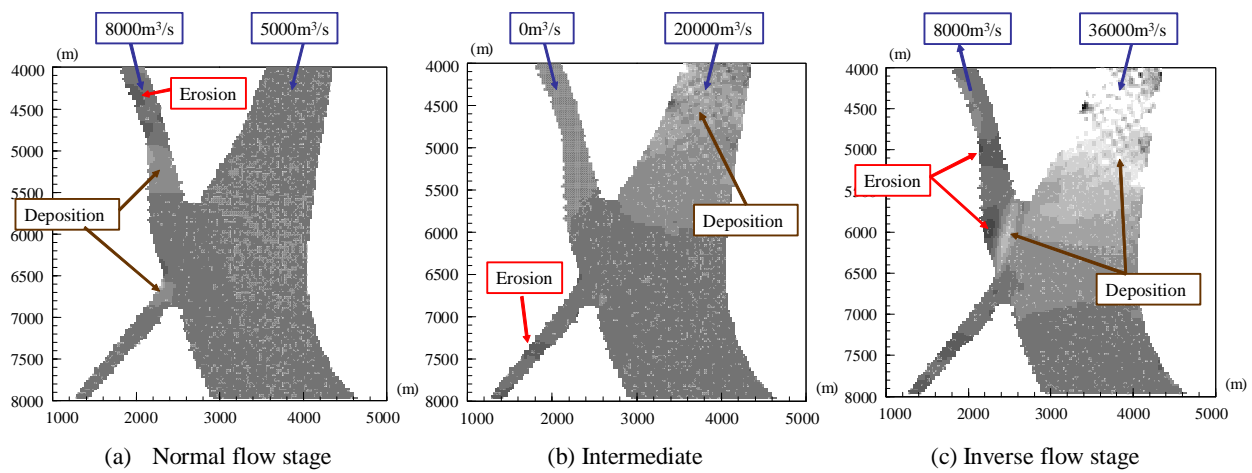 8000m³/s
5000m³/s
(m)
4000
4500
5000
5500
6000
6500
7000
7500
8000
Erosion
Deposition
(m)
1000
2000
3000
4000
5000
(a) Normal flow stage
0m³/s
20000m³/s
(m)
4000
4500
5000
5500
6000
6500
7000
7500
8000
Deposition
Erosion
(m)
1000
2000
3000
4000
5000
(b) Intermediate
8000m³/s
36000m³/s
(m)
4000
4500
5000
5500
6000
6500
7000
7500
8000
Erosion
Deposition
(m)
1000
2000
3000
4000
5000
(c) Inverse flow stage